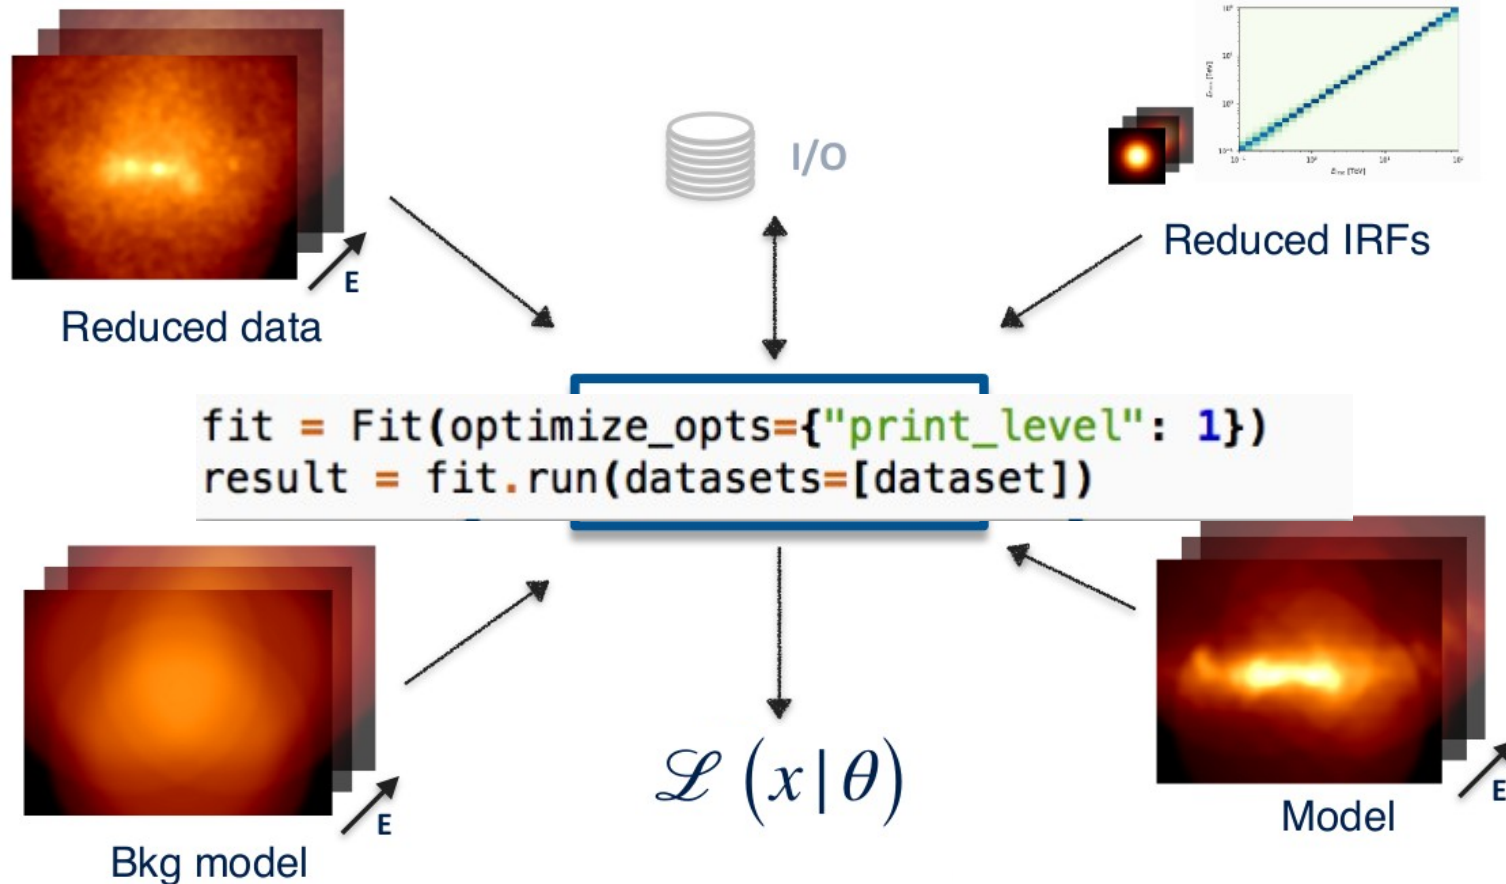 I/O
E
Reduced data
Reduced IRFs
fit = Fit(optimize_opts={"print_level": 1})
result = fit.run(datasets=[dataset])
E
Bkg model
ℒ (x|θ)
E
Model